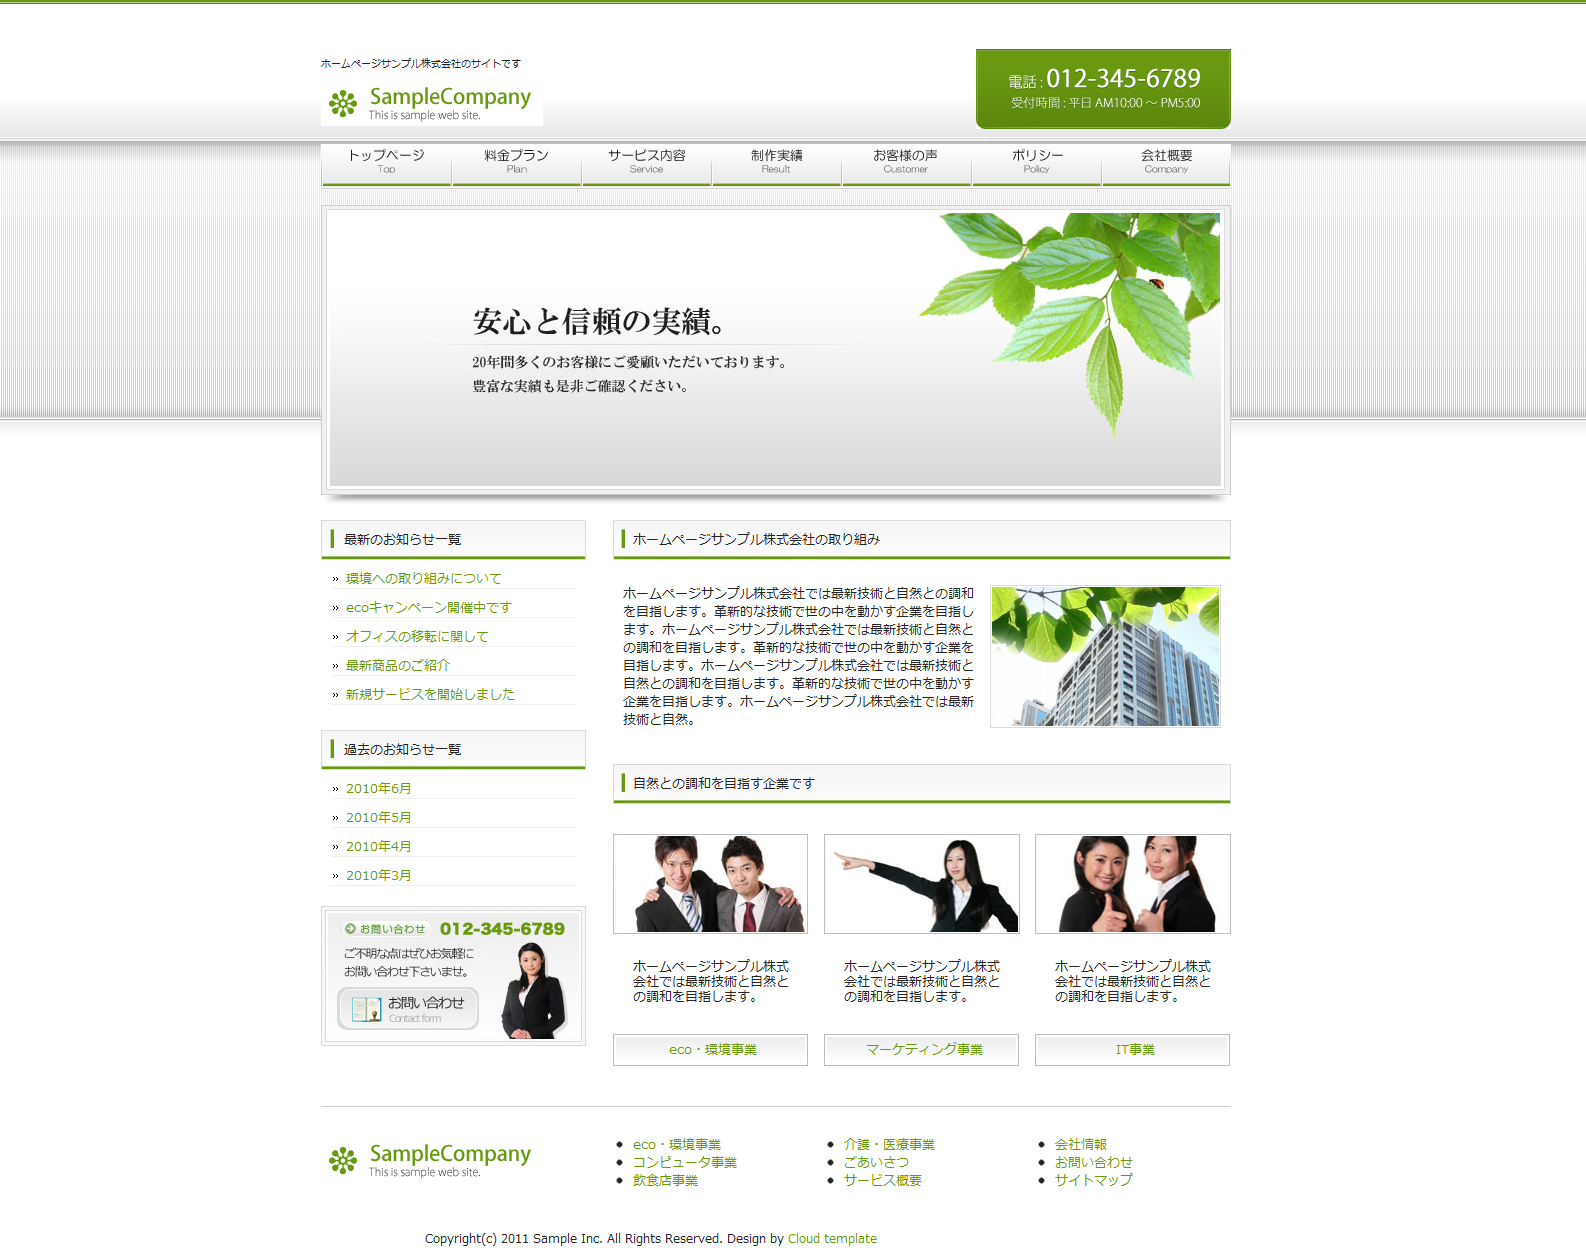 ホームページサンプル株式会社のサイトです
SampleCompany
This is sample web site.
電話 : 012-345-6789
受付時間 : 平日 AM10:00 〜 PM5:00
トップページ
Top
料金プラン
Plan
サービス内容
Service
制作実績
Result
お客様の声
Customer
ポリシー
Policy
会社概要
Company
安心と信頼の実績。
20年間多くのお客様にご愛顧いただいております。
豊富な実績も是非ご確認ください。
最新のお知らせ一覧
» 環境への取り組みについて
» ecoキャンペーン開催中です
» オフィスの移転に関して
» 最新商品のご紹介
» 新規サービスを開始しました
過去のお知らせ一覧
» 2010年6月
» 2010年5月
» 2010年4月
» 2010年3月
お問い合わせ 012-345-6789
ご不明な点はぜひお気軽に
お問い合わせ下さいませ。
お問い合わせ
Contact form
ホームページサンプル株式会社の取り組み
ホームページサンプル株式会社では最新技術と自然との調和
を目指します。革新的な技術で世の中を動かす企業を目指し
ます。ホームページサンプル株式会社では最新技術と自然と
の調和を目指します。革新的な技術で世の中を動かす企業を
目指します。ホームページサンプル株式会社では最新技術と
自然との調和を目指します。革新的な技術で世の中を動かす
企業を目指します。ホームページサンプル株式会社では最新
技術と自然。
自然との調和を目指す企業です
ホームページサンプル株式
会社では最新技術と自然と
の調和を目指します。
eco・環境事業
ホームページサンプル株式
会社では最新技術と自然と
の調和を目指します。
マーケティング事業
ホームページサンプル株式
会社では最新技術と自然と
の調和を目指します。
IT事業
SampleCompany
This is sample web site.
• eco・環境事業
• コンピュータ事業
• 飲食店事業
• 介護・医療事業
• ごあいさつ
• サービス概要
• 会社情報
• お問い合わせ
• サイトマップ
Copyright(c) 2011 Sample Inc. All Rights Reserved. Design by Cloud template